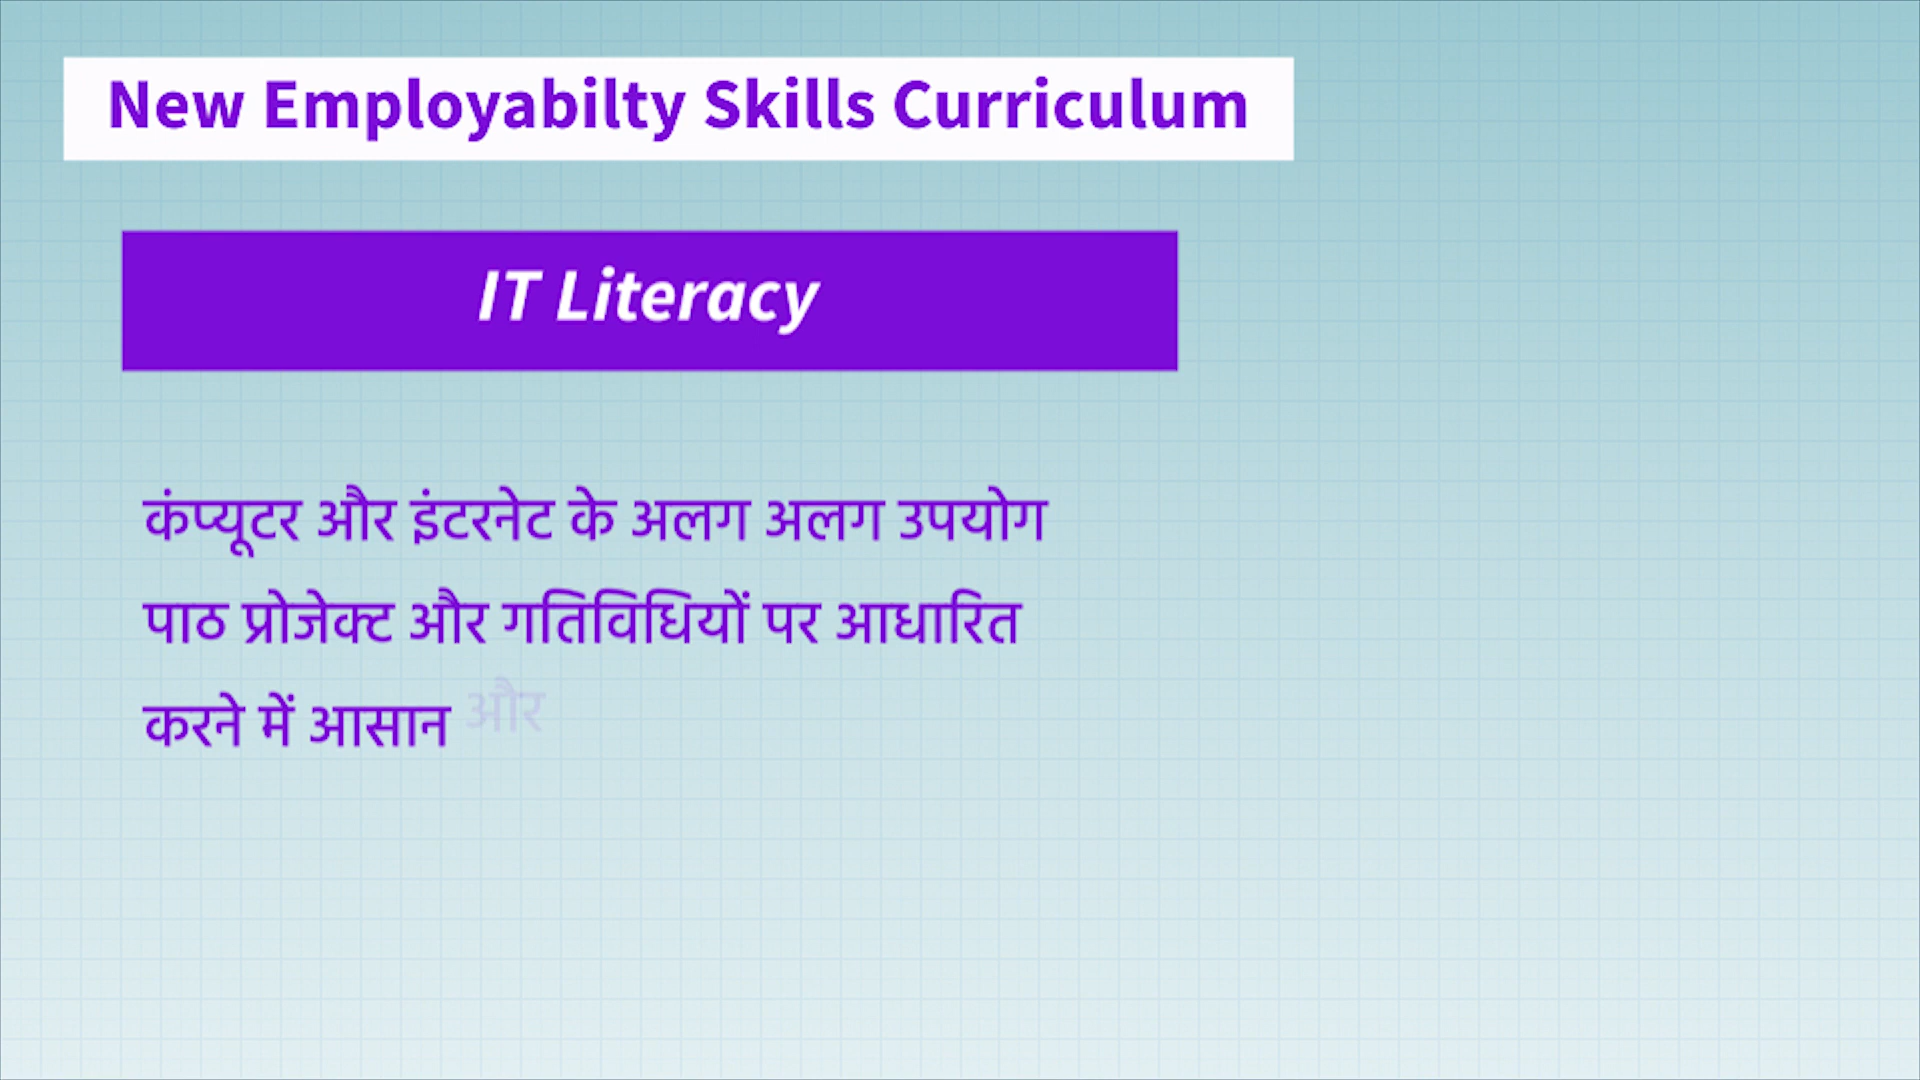 New Employabilty Skills Curriculum
IT Literacy
कंप्यूटर और इंटरनेट के अलग अलग उपयोग
पाठ प्रोजेक्ट और गतिविधियों पर आधारित
करने में आसान और